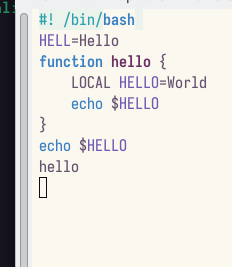 #! /bin/bash
HELL=Hello
function hello {
    LOCAL HELLO=World
    echo $HELLO
}
echo $HELLO
hello